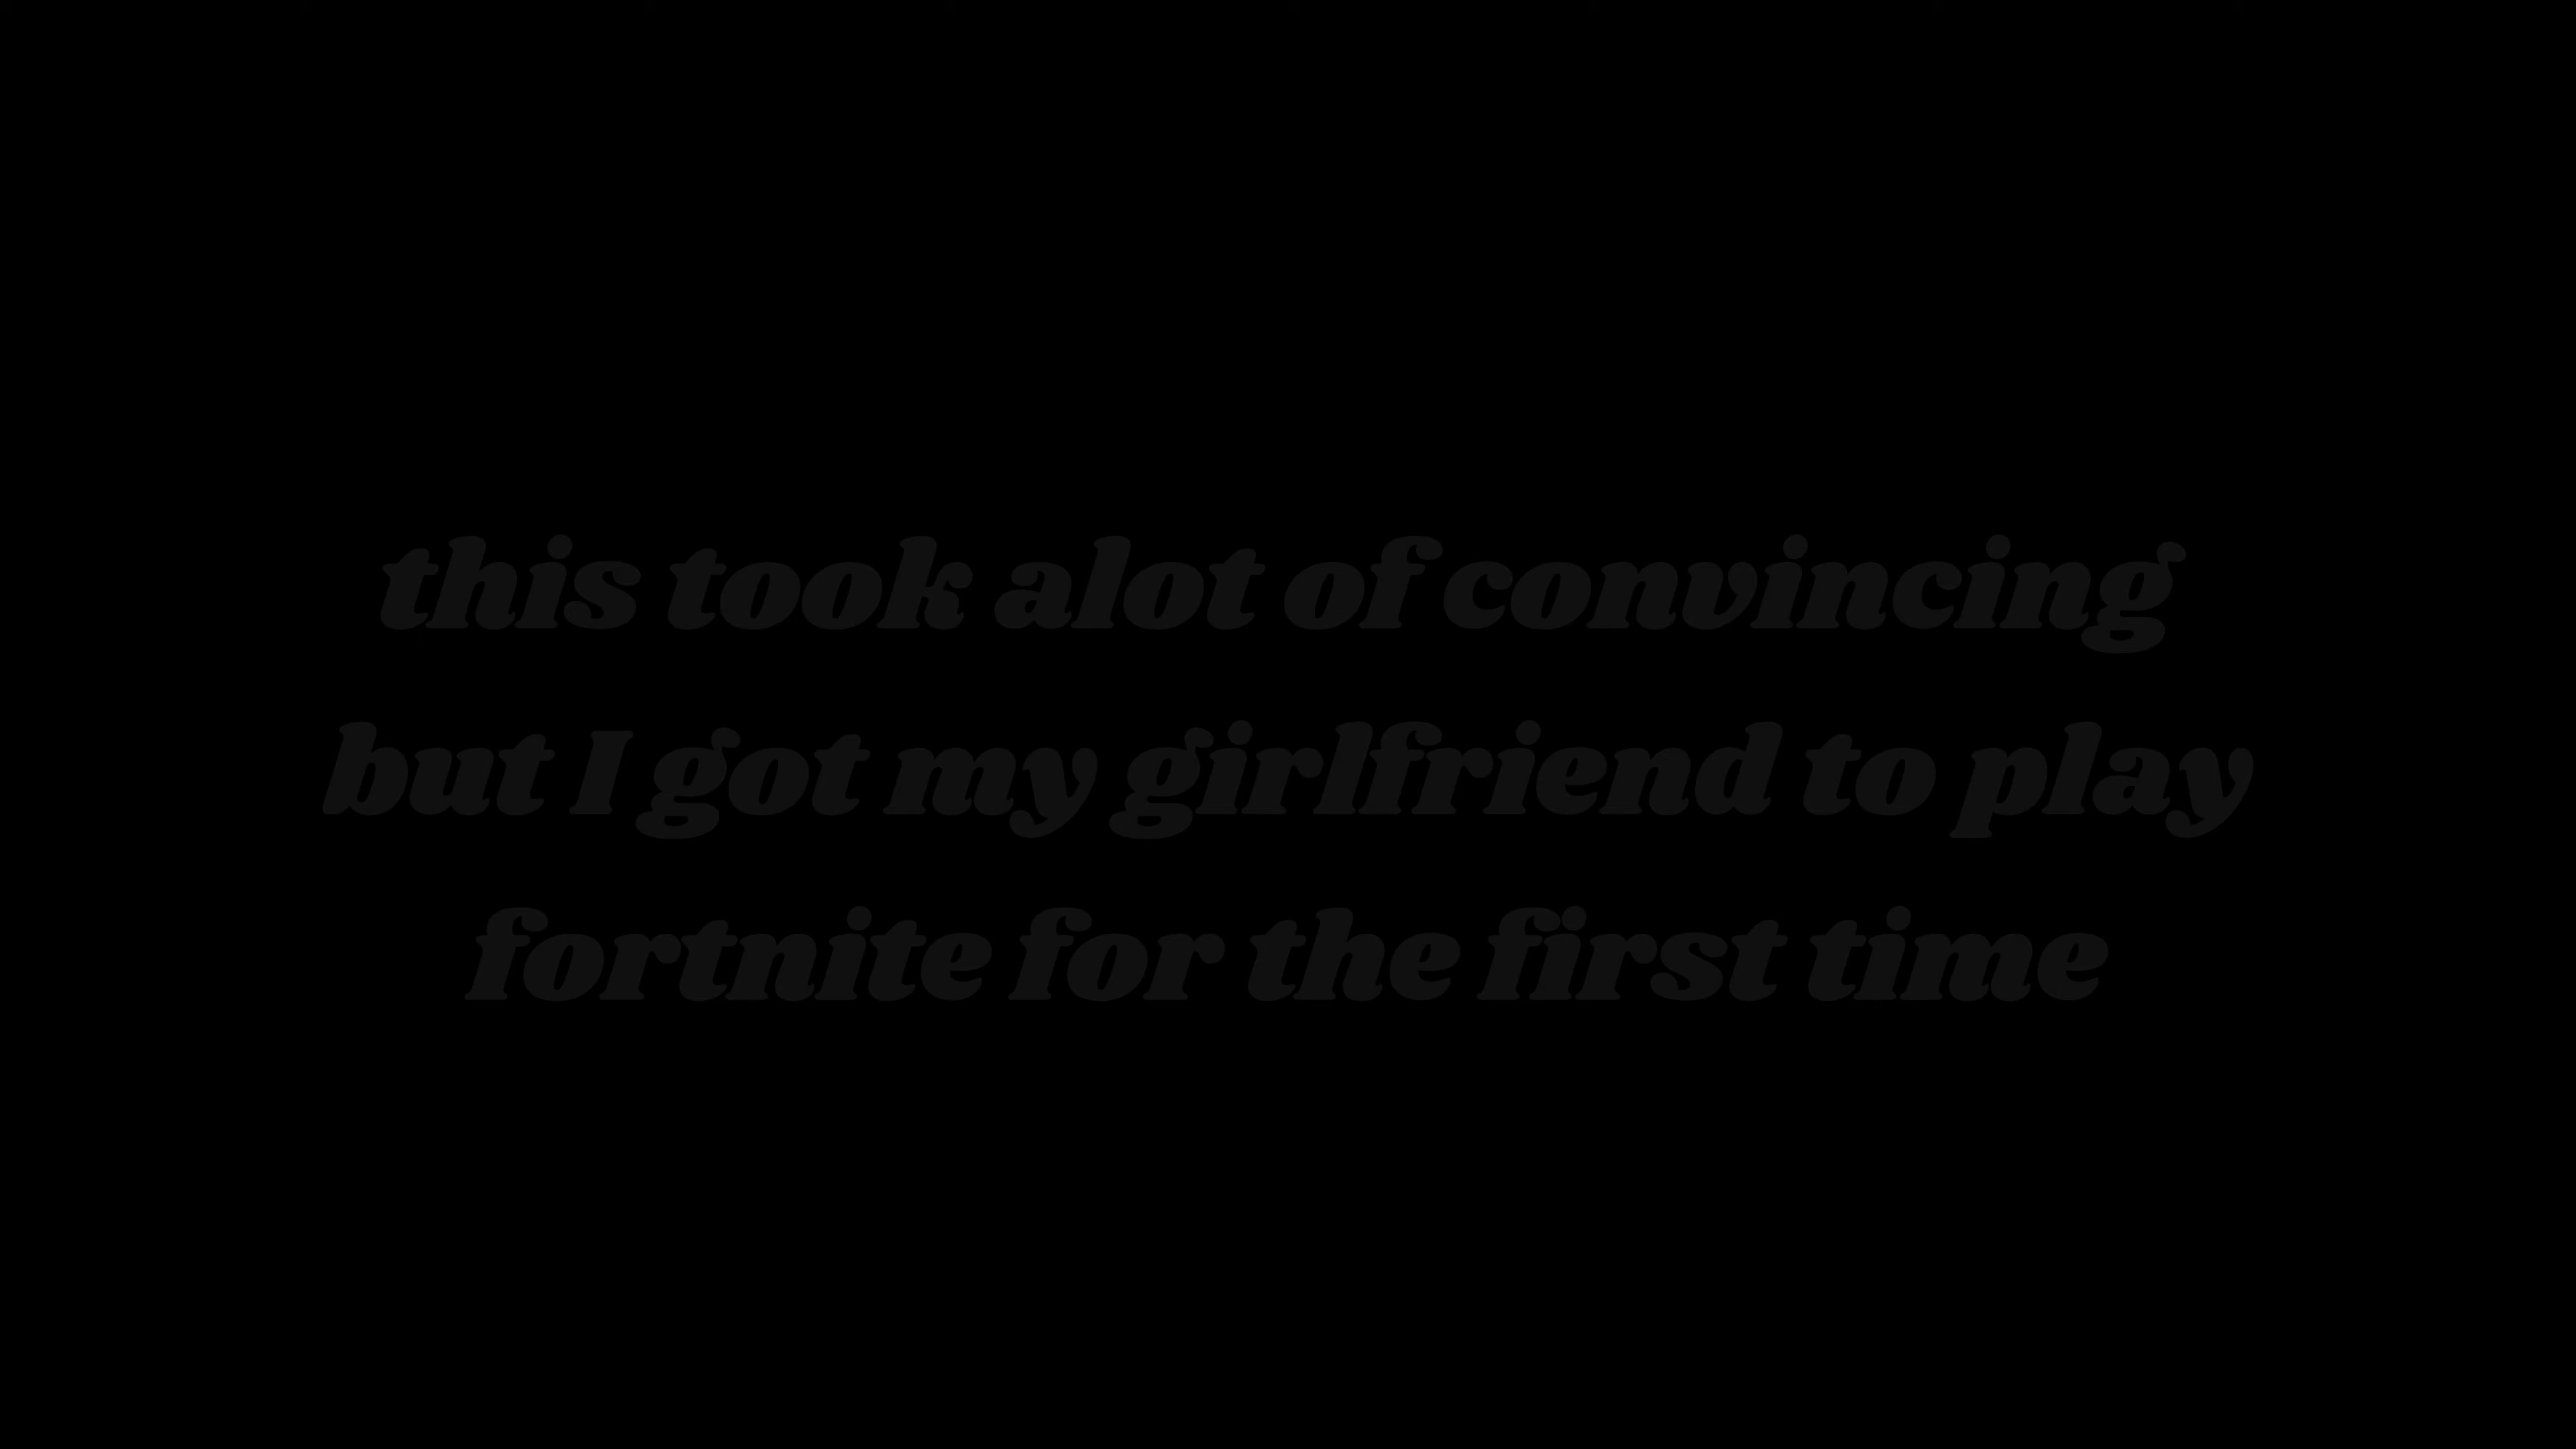 this took alot of convincing
but I got my girlfriend to play
fortnite for the first time